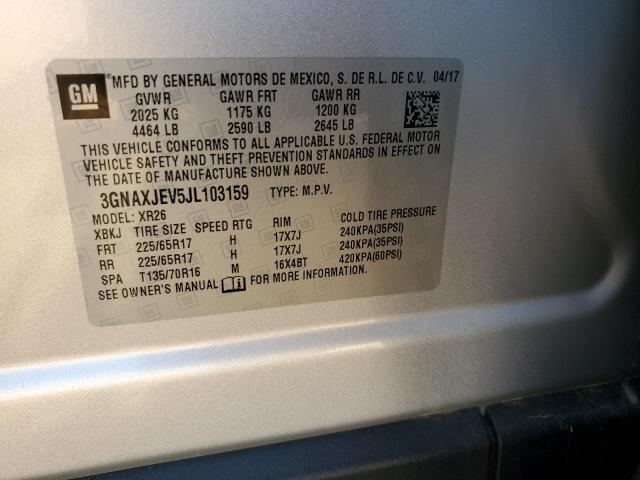 GM ®MFD BY GENERAL MOTORS DE MEXICO, S. DE R.L. DE C.V. 04/17
GVWR GAWR FRT GAWR RR
2025 KG 1175 KG 1200 KG
4464 LB 2590 LB 2645 LB
THIS VEHICLE CONFORMS TO ALL APPLICABLE U.S. FEDERAL MOTOR
VEHICLE SAFETY AND THEFT PREVENTION STANDARDS IN EFFECT ON
THE DATE OF MANUFACTURE SHOWN ABOVE.
3GNAXJEV5JL103159 TYPE: M.P.V.
MODEL: XR26
XBKJ TIRE SIZE SPEED RTG RIM COLD TIRE PRESSURE
FRT 225/65R17 H 17X7J 240KPA(35PSI)
RR 225/65R17 H 17X7J 240KPA(35PSI)
SPA T135/70R16 M 16X4BT 420KPA(60PSI)
SEE OWNER'S MANUAL FOR MORE INFORMATION.